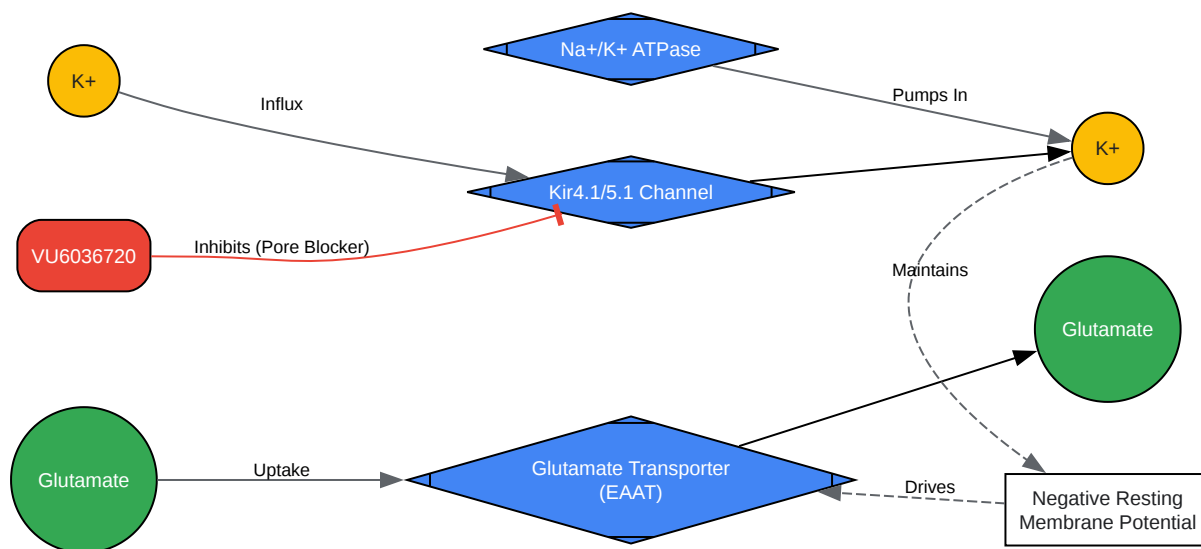 Na+/K+ ATPase
K+
Influx
Pumps In
K+
Kir4.1/5.1 Channel
VU6036720
Inhibits (Pore Blocker)
Maintains
Glutamate
Glutamate
Uptake
Glutamate Transporter
(EAAT)
Drives
Negative Resting
Membrane Potential